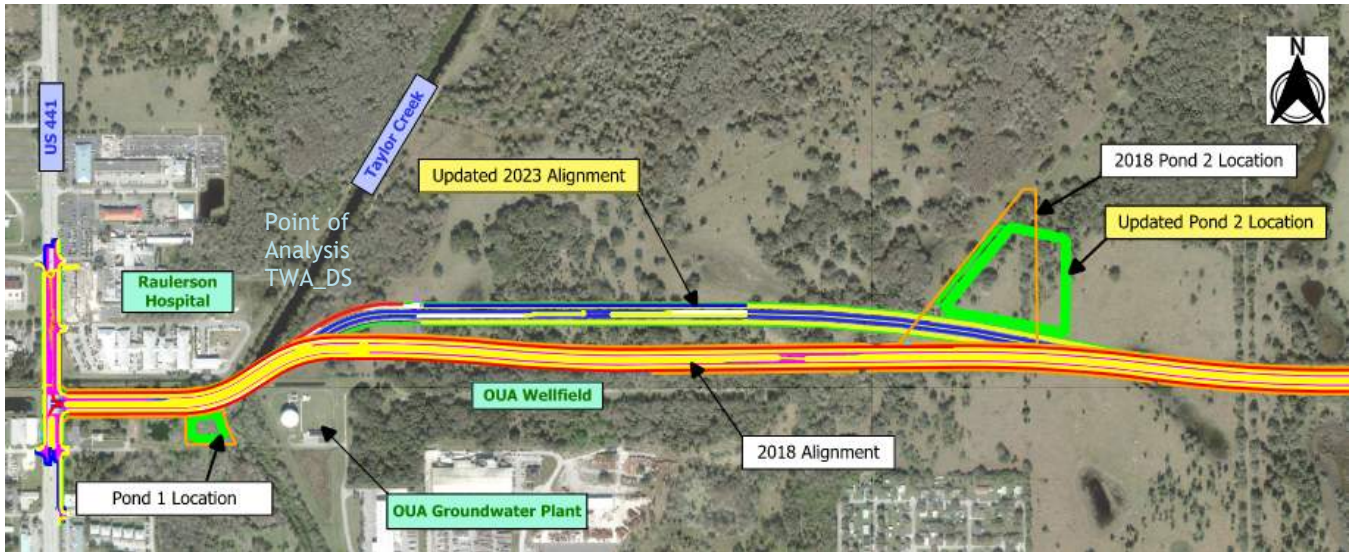 N
US 441
Taylor Creek
Updated 2023 Alignment
2018 Pond 2 Location
Updated Pond 2 Location
Point of
Analysis
TWA_DS
Raulerson
Hospital
OUA Wellfield
2018 Alignment
Pond 1 Location
OUA Groundwater Plant